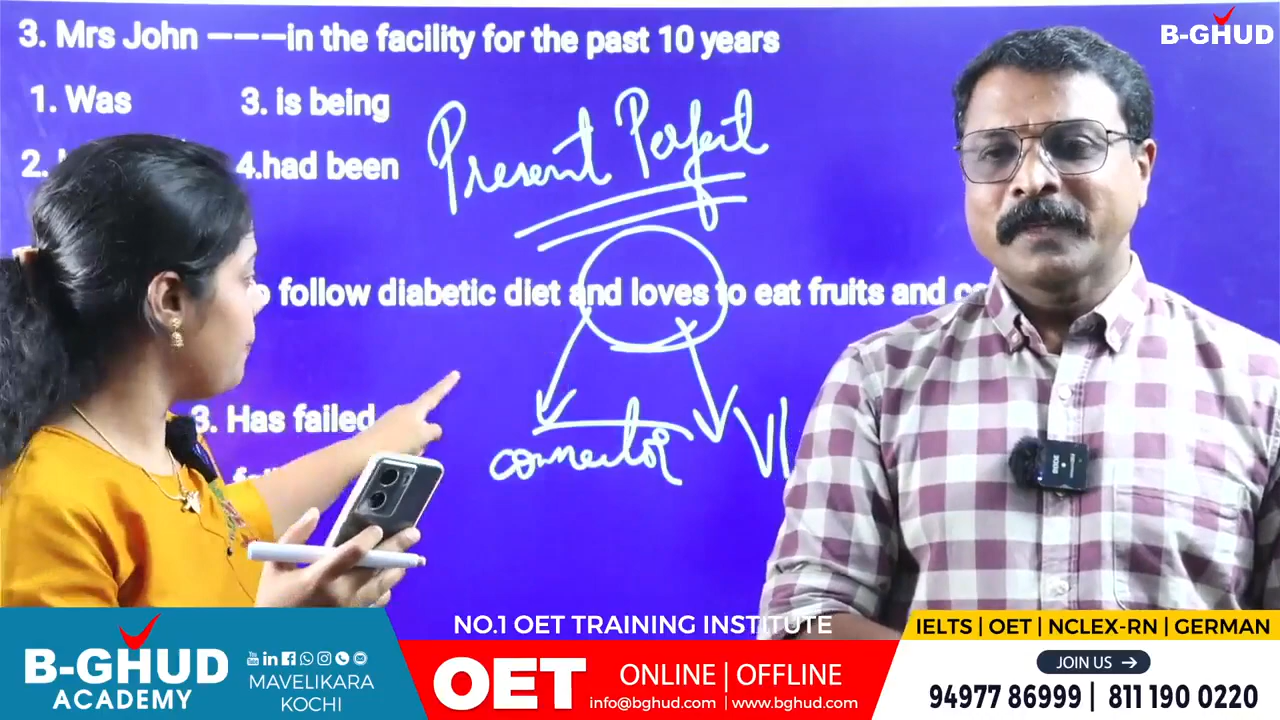 3. Mrs John ———in the facility for the past 10 years
B-GHUD
1. Was 3. is being
2. 4.had been
Present Perfect
follow diabetic diet and loves to eat fruits and
3. Has failed
connector V1
NO.1 OET TRAINING INSTITUTE
IELTS | OET | NCLEX-RN | GERMAN
B-GHUD
ACADEMY
MAVELIKARA
KOCHI
OET ONLINE | OFFLINE
info@bghud.com | www.bghud.com
JOIN US →
94977 86999 | 811 190 0220